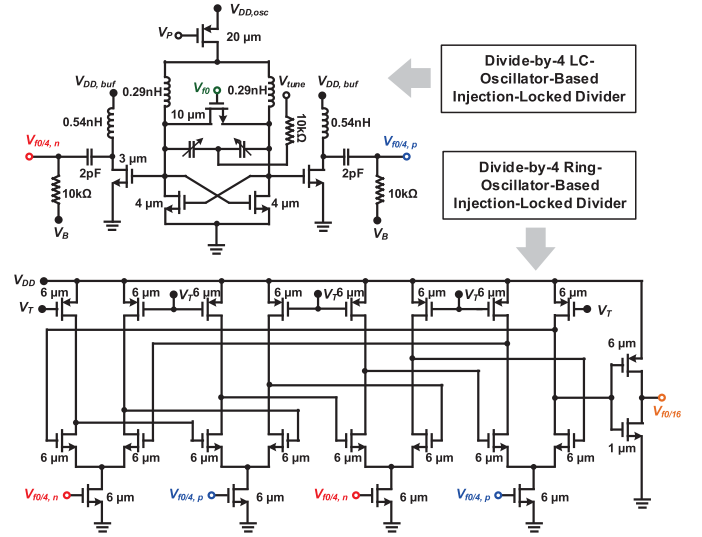 V_DD,osc
V_P
20 μm
Divide-by-4 LC-
Oscillator-Based
Injection-Locked Divider
V_DD, buf
0.29nH
V_f0
0.29nH
V_tune
V_DD, buf
0.54nH
10 μm
10kΩ
0.54nH
V_f0/4, n
3 μm
V_f0/4, p
2pF
2pF
10kΩ
4 μm
4 μm
10kΩ
V_B
V_B
Divide-by-4 Ring-
Oscillator-Based
Injection-Locked Divider
V_DD
6 μm
6 μm
V_T
6 μm
6 μm
V_T
6 μm
6 μm
V_T
6 μm
6 μm
V_T
V_T
6 μm
V_f0/16
1 μm
6 μm
6 μm
6 μm
6 μm
6 μm
6 μm
6 μm
6 μm
V_f0/4, n
6 μm
V_f0/4, p
6 μm
V_f0/4, n
6 μm
V_f0/4, p
6 μm